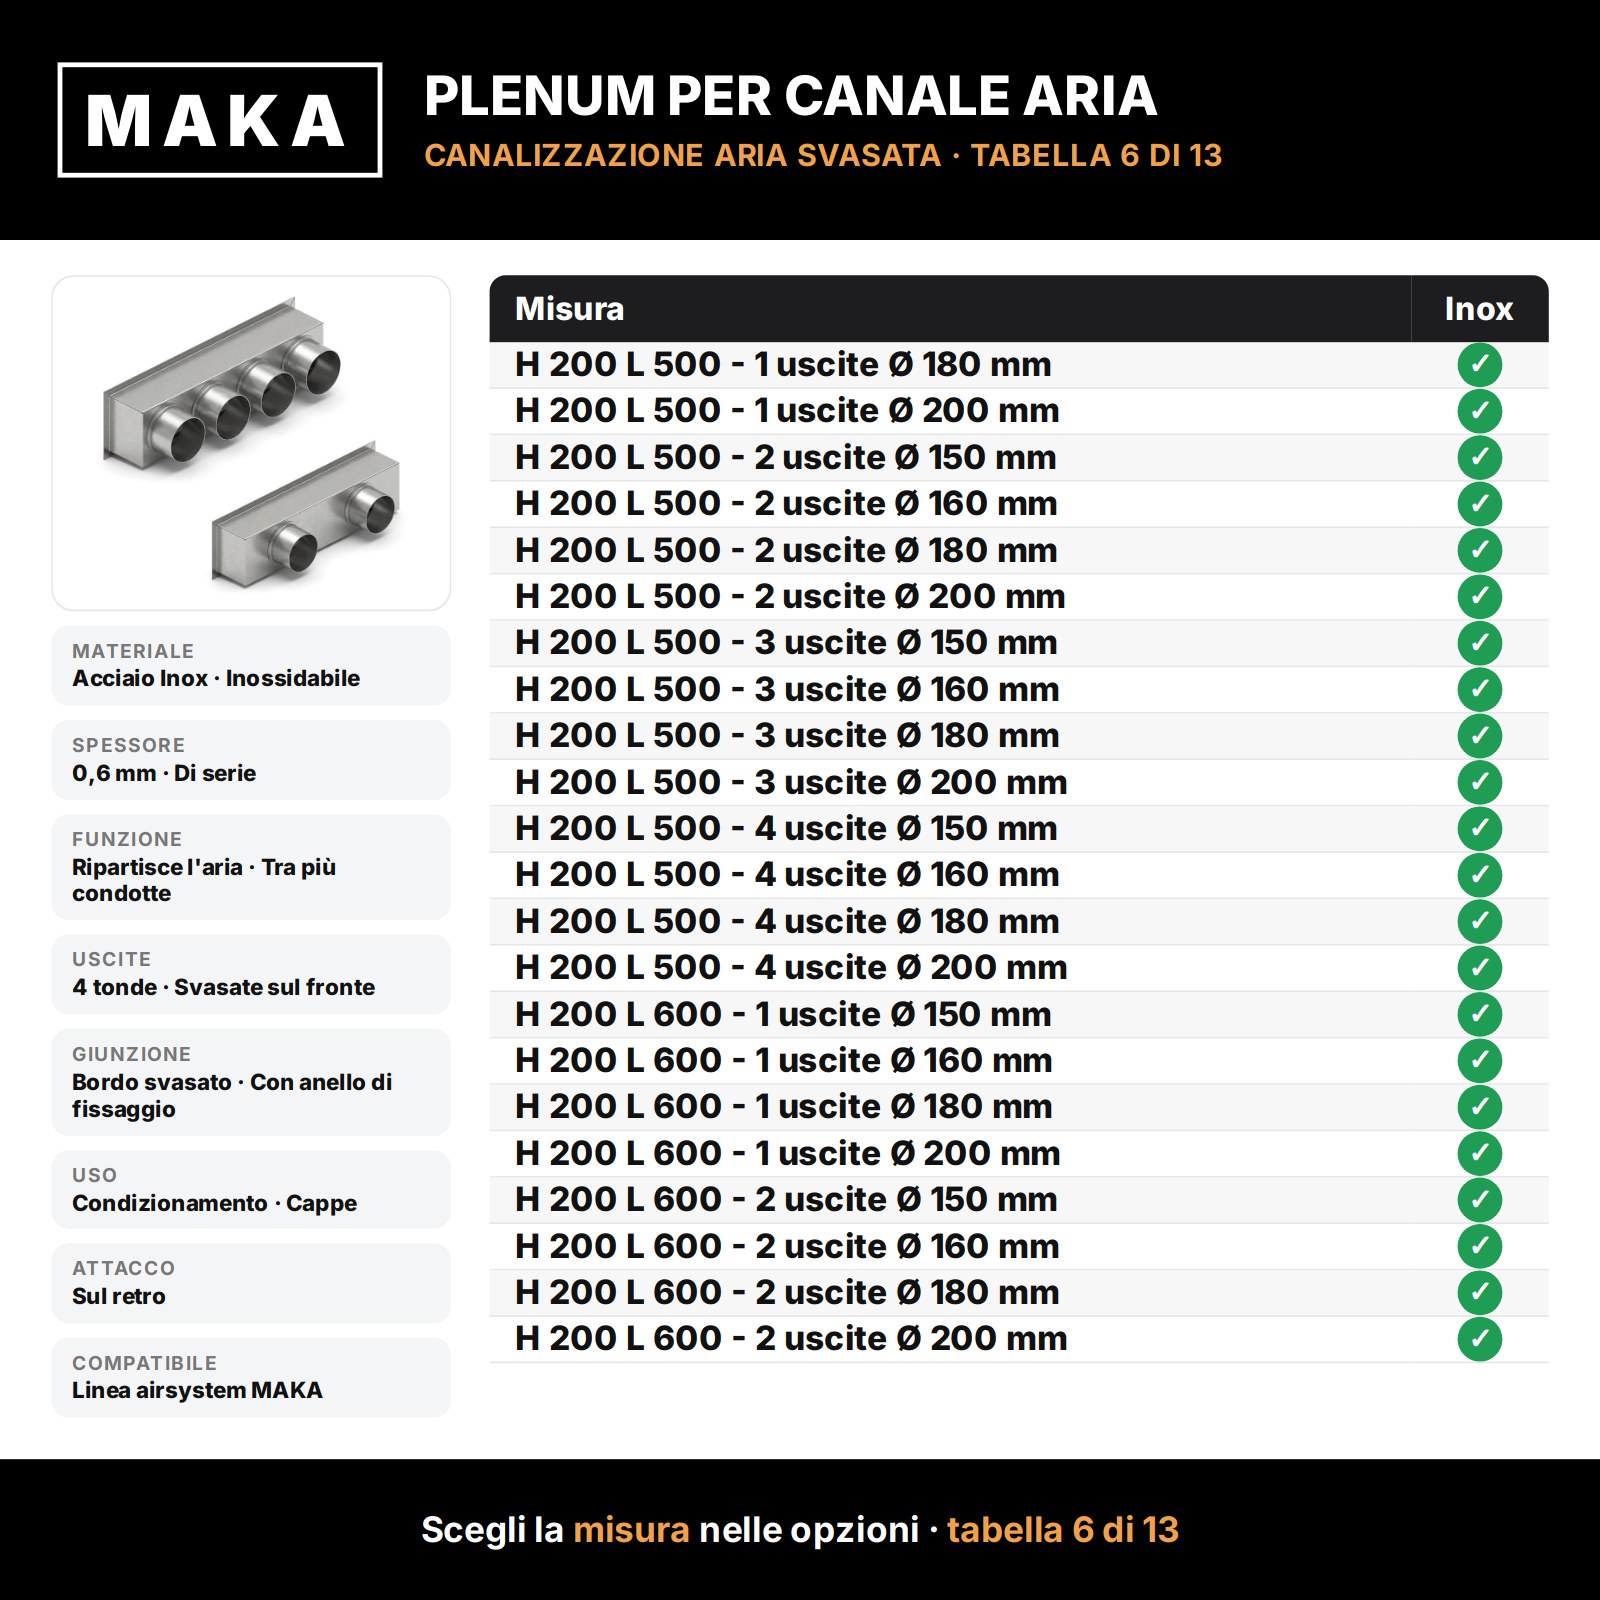 MAKA
PLENUM PER CANALE ARIA
CANALIZZAZIONE ARIA SVASATA · TABELLA 6 DI 13
MATERIALE
Acciaio Inox · Inossidabile
SPESSORE
0,6 mm · Di serie
FUNZIONE
Ripartisce l'aria · Tra più
condotte
USCITE
4 tonde · Svasate sul fronte
GIUNZIONE
Bordo svasato · Con anello di
fissaggio
USO
Condizionamento · Cappe
ATTACCO
Sul retro
COMPATIBILE
Linea airsystem MAKA
Misura Inox
H 200 L 500 - 1 uscite Ø 180 mm ✓
H 200 L 500 - 1 uscite Ø 200 mm ✓
H 200 L 500 - 2 uscite Ø 150 mm ✓
H 200 L 500 - 2 uscite Ø 160 mm ✓
H 200 L 500 - 2 uscite Ø 180 mm ✓
H 200 L 500 - 2 uscite Ø 200 mm ✓
H 200 L 500 - 3 uscite Ø 150 mm ✓
H 200 L 500 - 3 uscite Ø 160 mm ✓
H 200 L 500 - 3 uscite Ø 180 mm ✓
H 200 L 500 - 3 uscite Ø 200 mm ✓
H 200 L 500 - 4 uscite Ø 150 mm ✓
H 200 L 500 - 4 uscite Ø 160 mm ✓
H 200 L 500 - 4 uscite Ø 180 mm ✓
H 200 L 500 - 4 uscite Ø 200 mm ✓
H 200 L 600 - 1 uscite Ø 150 mm ✓
H 200 L 600 - 1 uscite Ø 160 mm ✓
H 200 L 600 - 1 uscite Ø 180 mm ✓
H 200 L 600 - 1 uscite Ø 200 mm ✓
H 200 L 600 - 2 uscite Ø 150 mm ✓
H 200 L 600 - 2 uscite Ø 160 mm ✓
H 200 L 600 - 2 uscite Ø 180 mm ✓
H 200 L 600 - 2 uscite Ø 200 mm ✓
Scegli la misura nelle opzioni · tabella 6 di 13